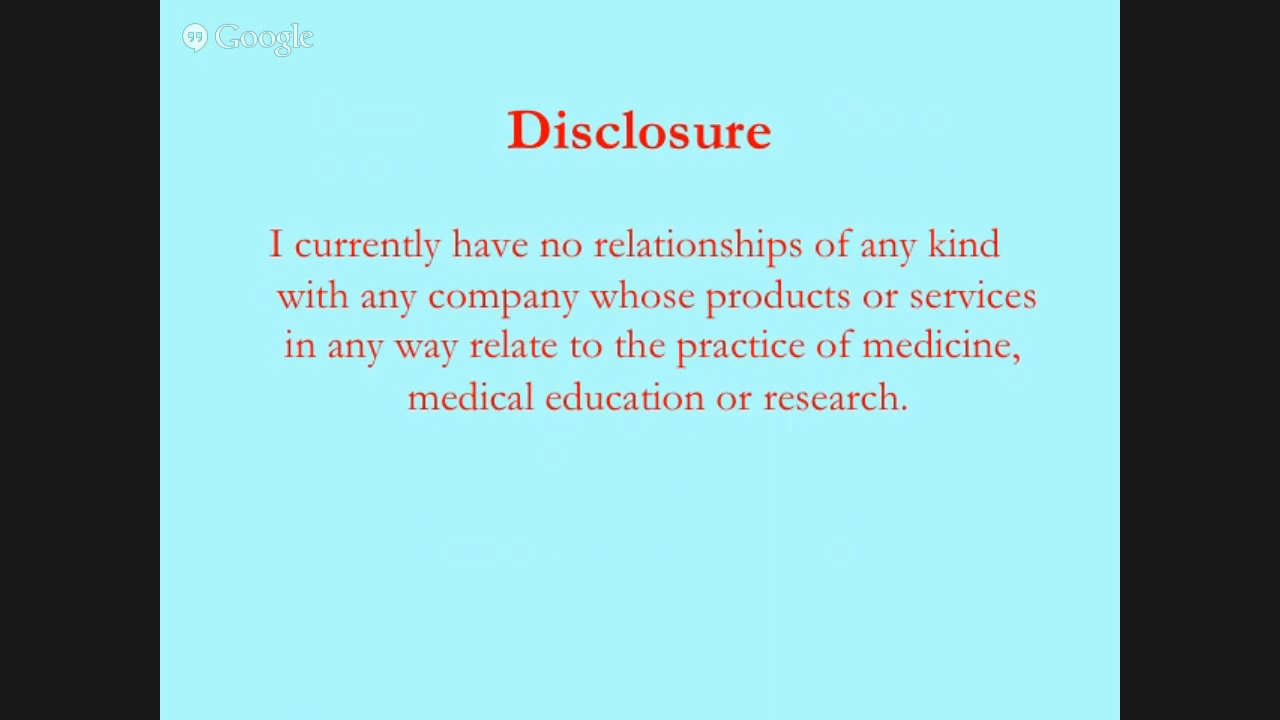 Google
Disclosure
I currently have no relationships of any kind
with any company whose products or services
in any way relate to the practice of medicine,
medical education or research.